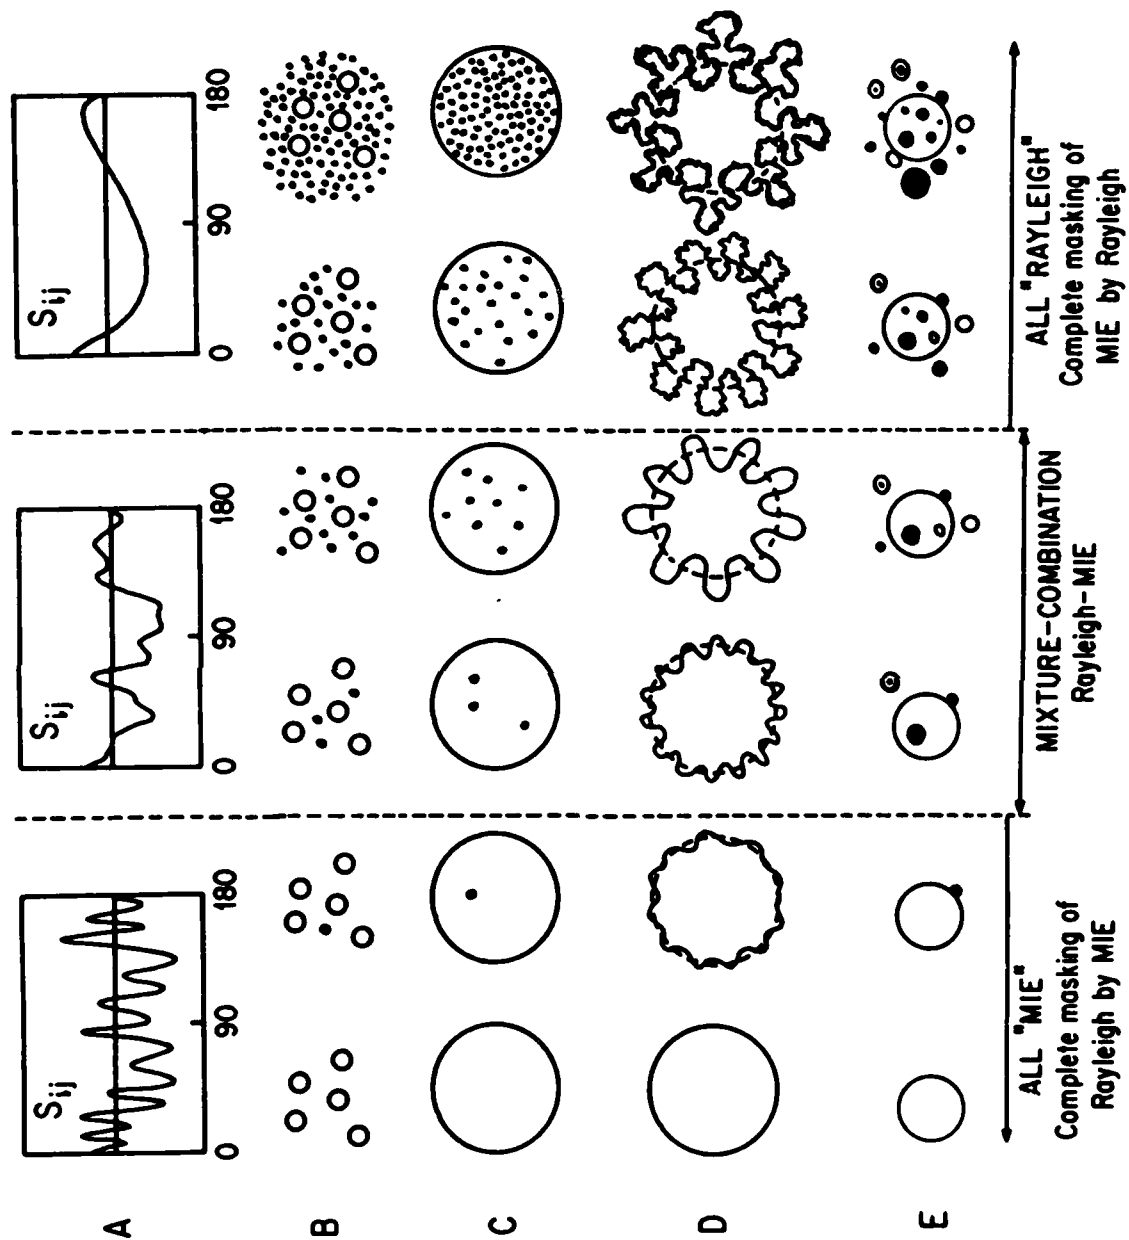 A
S_ij
0 90 180
S_ij
0 90 180
S_ij
0 90 180
B
C
D
E
ALL "MIE"
Complete masking of
Rayleigh by MIE
MIXTURE-COMBINATION
Rayleigh-MIE
ALL "RAYLEIGH"
Complete masking of
MIE by Rayleigh